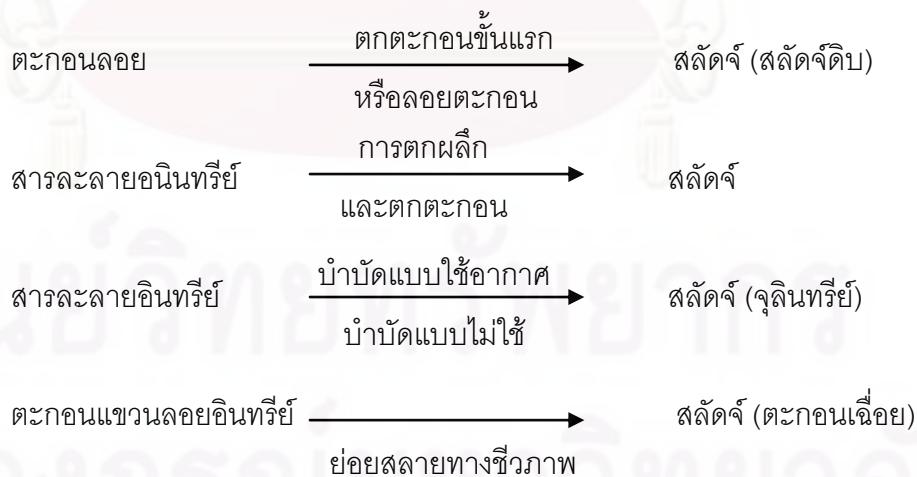 ตกตะกอนขั้นแรก
ตะกอนลอย สลัดจ์ (สลัดจ์ดิบ)
หรือลอยตะกอน
การตกผลึก
สารละลายอนินทรีย์ สลัดจ์
และตกตะกอน
บำบัดแบบใช้อากาศ
สารละลายอินทรีย์ สลัดจ์ (จุลินทรีย์)
บำบัดแบบไม่ใช้
ตะกอนแขวนลอยอินทรีย์ สลัดจ์ (ตะกอนเฉื่อย)
ย่อยสลายทางชีวภาพ